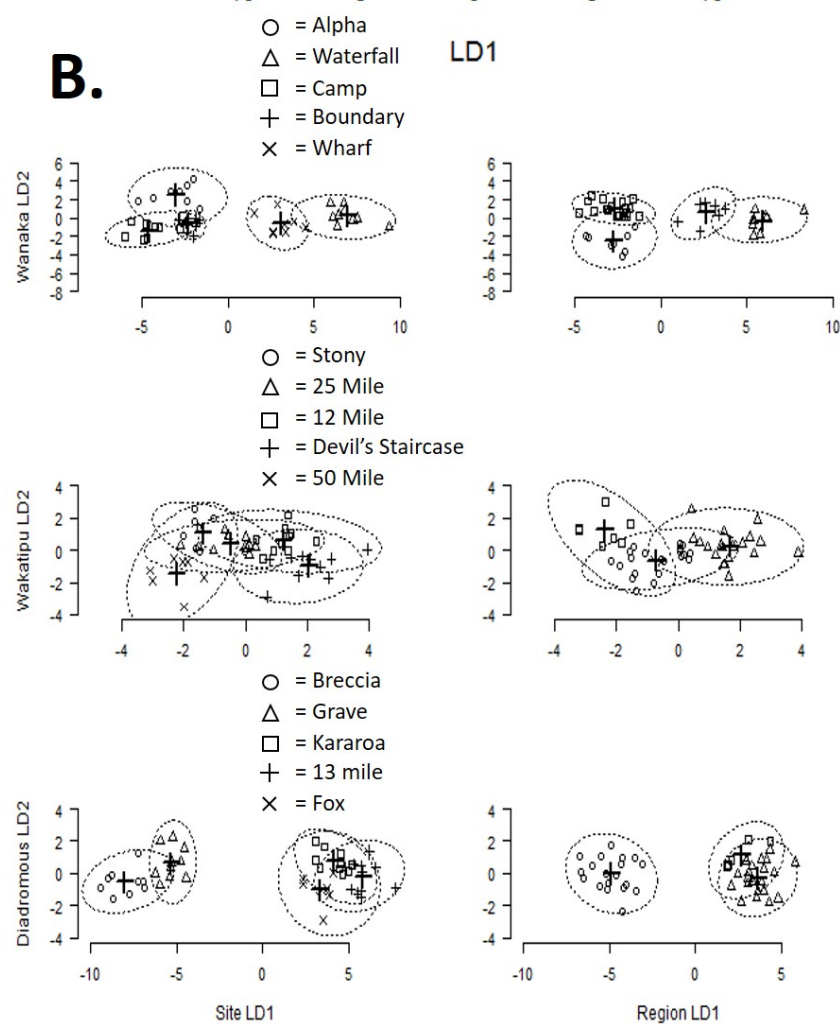 LD1
B.
= Alpha
= Waterfall
= Camp
= Boundary
= Wharf
Wanaka LD2
6
4
2
0
-2
-4
-6
-8
-5 0 5 10
6
4
2
0
-2
-4
-6
-8
-5 0 5 10
= Stony
= 25 Mile
= 12 Mile
= Devil's Staircase
= 50 Mile
Wakatipu LD2
4
2
0
-2
-4
-4 -2 0 2 4
4
2
0
-2
-4
-4 -2 0 2 4
= Breccia
= Grave
= Kararoa
= 13 mile
= Fox
Diadromous LD2
4
2
0
-2
-4
-10 -5 0 5
Site LD1
4
2
0
-2
-4
-10 -5 0 5
Region LD1